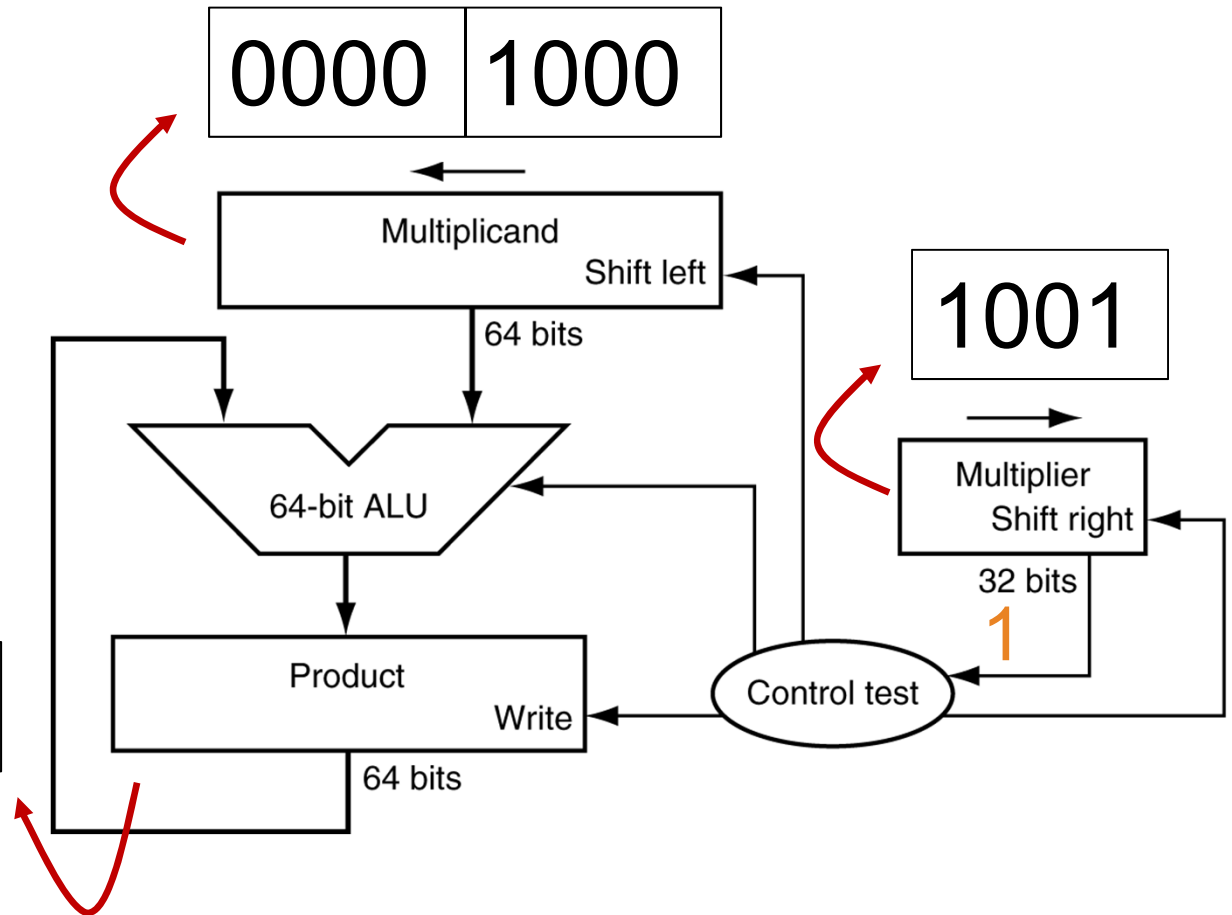 0000 1000
Multiplicand
Shift left
64 bits
1001
64-bit ALU
Multiplier
Shift right
32 bits
1
Product
Write
Control test
64 bits